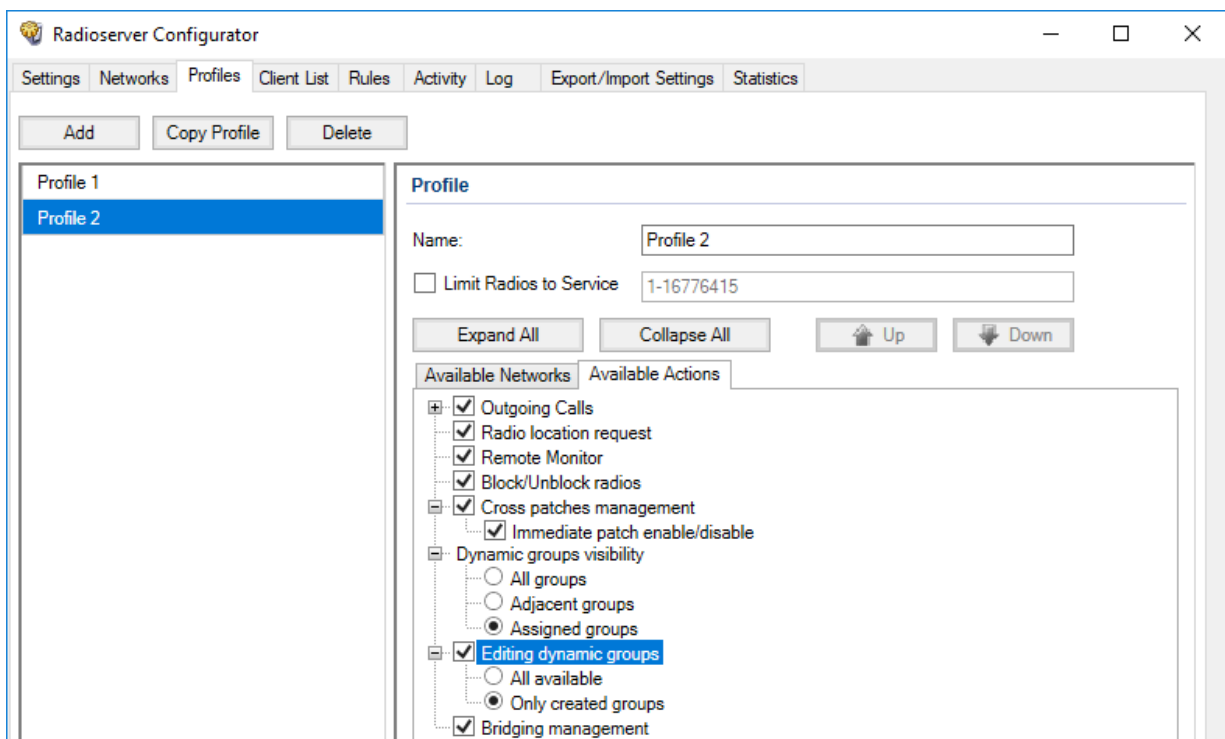 Radioserver Configurator
Settings Networks Profiles Client List Rules Activity Log Export/Import Settings Statistics
Add Copy Profile Delete
Profile 1
Profile 2
Profile
Name: Profile 2
Limit Radios to Service 1-16776415
Expand All Collapse All Up Down
Available Networks Available Actions
Outgoing Calls
Radio location request
Remote Monitor
Block/Unblock radios
Cross patches management
Immediate patch enable/disable
Dynamic groups visibility
All groups
Adjacent groups
Assigned groups
Editing dynamic groups
All available
Only created groups
Bridging management